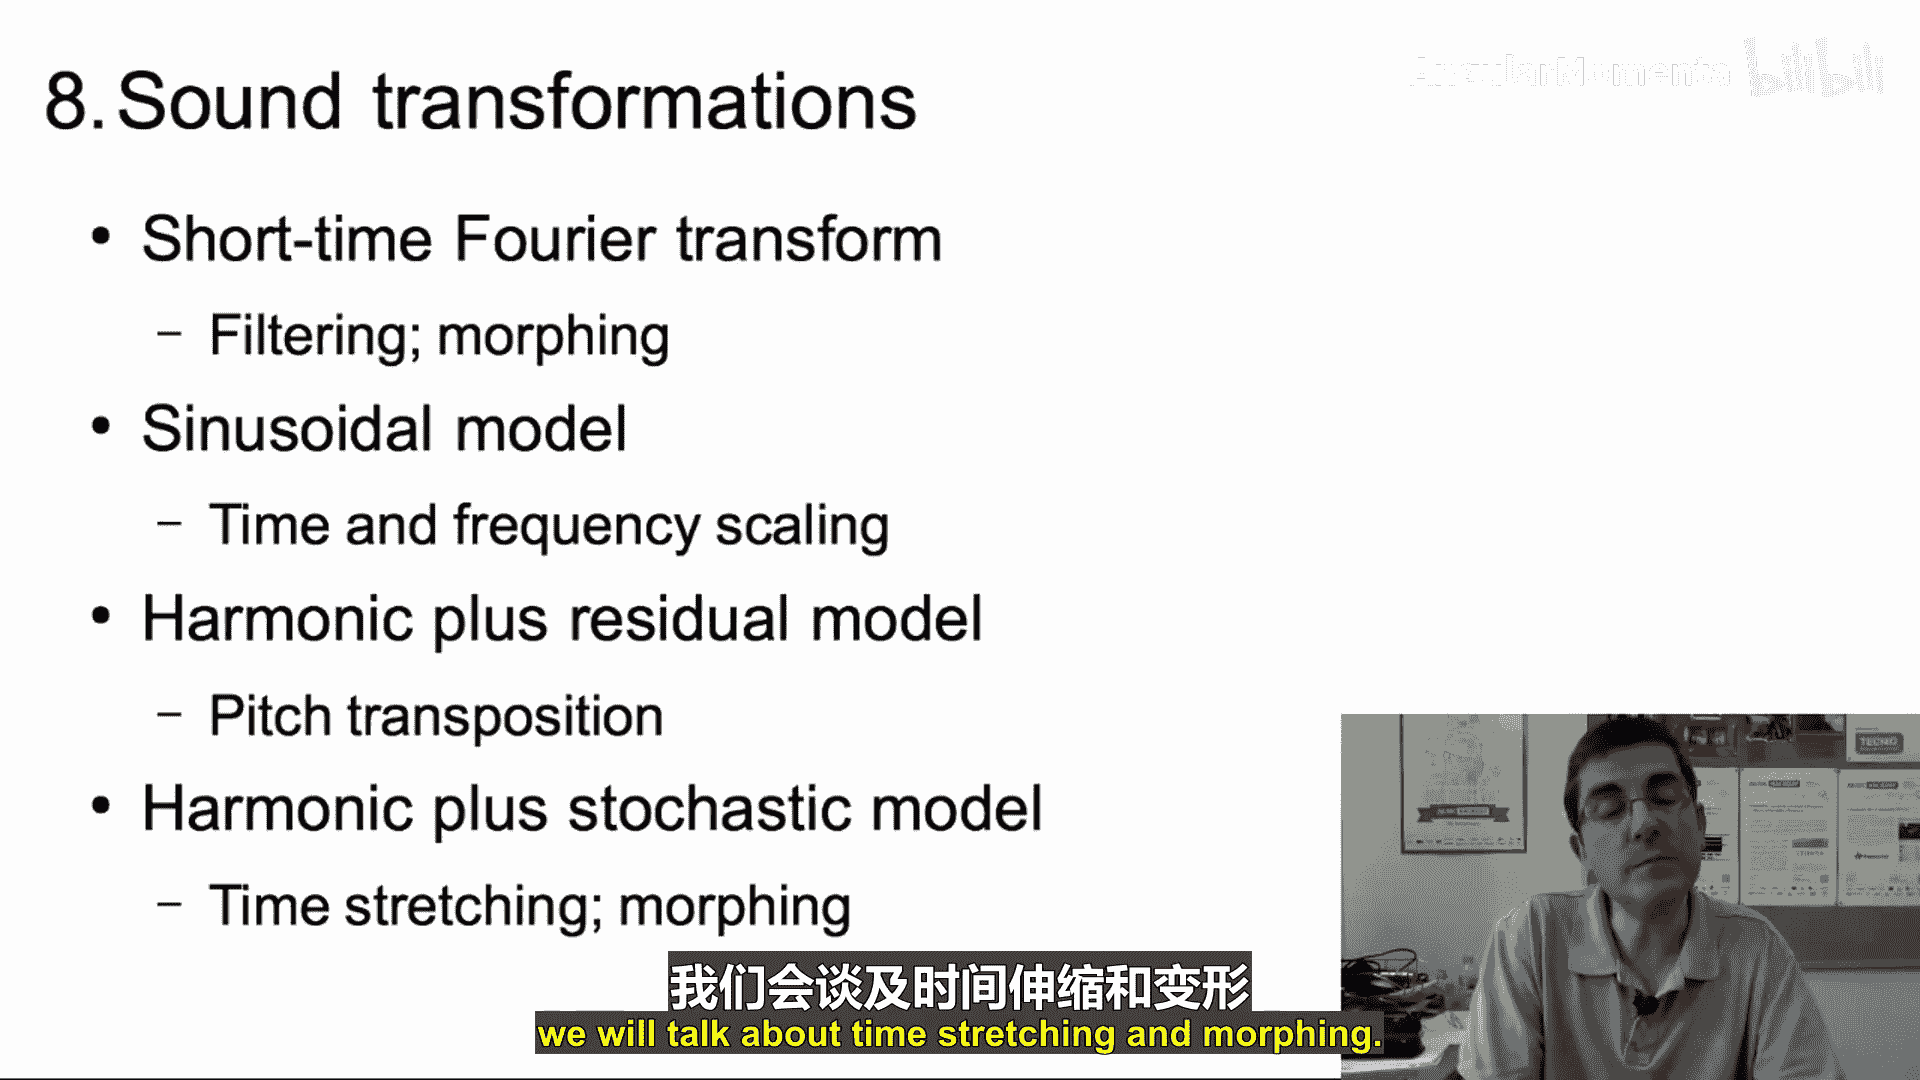 8. Sound transformations
bilibili
• Short-time Fourier transform
– Filtering; morphing
• Sinusoidal model
– Time and frequency scaling
• Harmonic plus residual model
– Pitch transposition
• Harmonic plus stochastic model
– Time stretching; morphing
TECNIO
我们会谈及时间伸缩和变形
we will talk about time stretching and morphing.